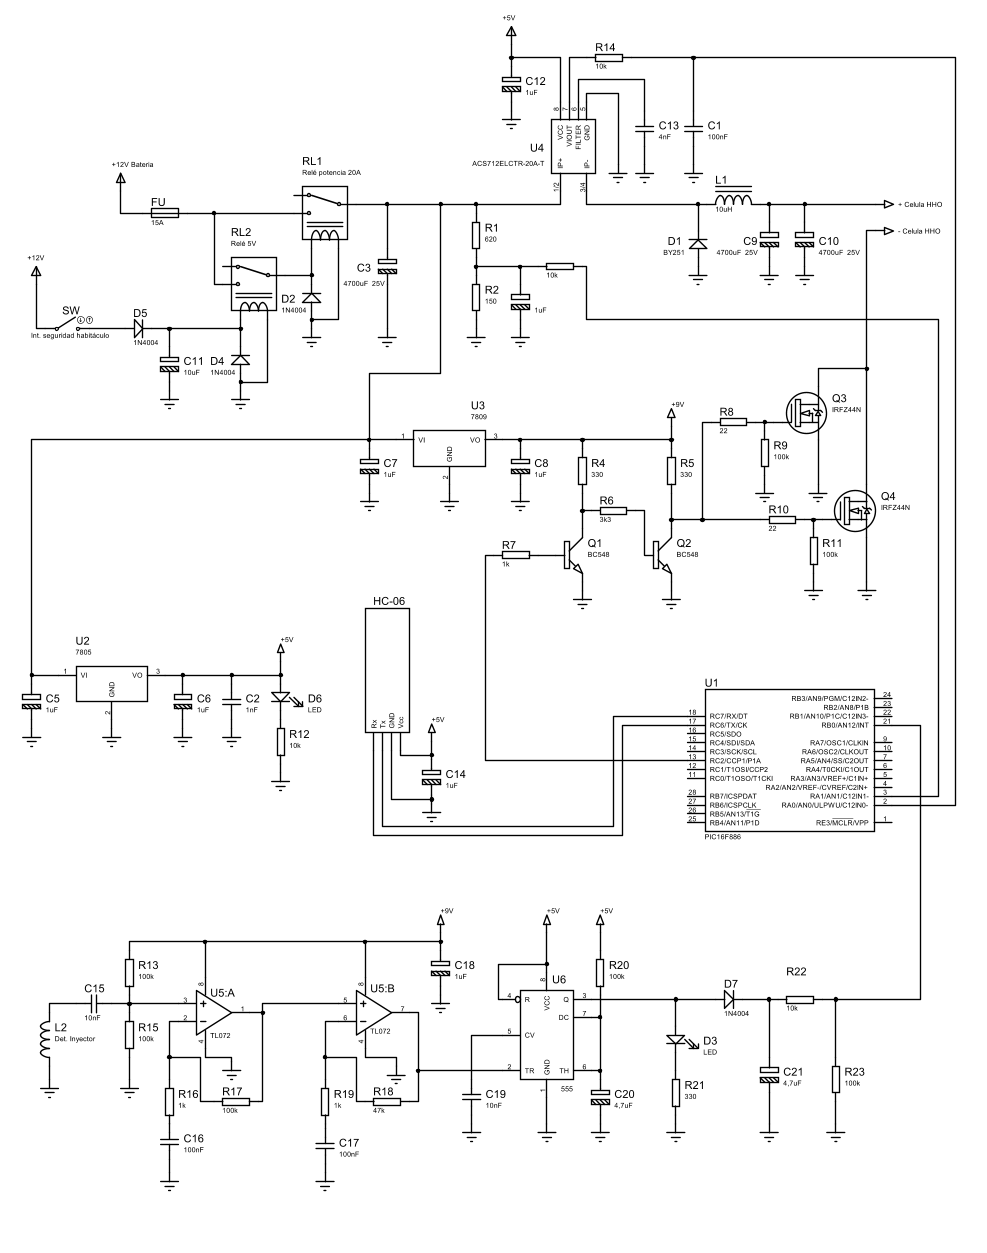 +5V
R14
10k
C12
1uF
8
7
6
5
VCC
VIOUT
FILTER
GND
C13
4nF
C1
100nF
U4
ACS712ELCTR-20A-T
IP+
IP-
1/2
3/4
+12V Bateria
RL1
Relé potencia 20A
FU
15A
L1
10uH
+ Celula HHO
- Celula HHO
RL2
Relé 5V
R1
620
D1
BY251
C9
4700uF 25V
C10
4700uF 25V
+12V
C3
4700uF 25V
10k
R2
150
1uF
D2
1N4004
SW
Int. seguridad habitáculo
D5
1N4004
C11
10uF
D4
1N4004
U3
7809
+9V
R8
22
Q3
IRFZ44N
1
VI
VO
3
GND
2
C7
1uF
C8
1uF
R4
330
R5
330
R9
100k
R6
3k3
R10
22
Q4
IRFZ44N
R7
1k
Q1
BC548
Q2
BC548
R11
100k
HC-06
Rx
Tx
GND
Vcc
+5V
C14
1uF
U2
7805
1
VI
VO
3
GND
2
+5V
C5
1uF
C6
1uF
C2
1nF
D6
LED
R12
10k
U1
18 RC7/RX/DT
17 RC6/TX/CK
16 RC5/SDO
15 RC4/SDI/SDA
14 RC3/SCK/SCL
13 RC2/CCP1/P1A
12 RC1/T1OSI/CCP2
11 RC0/T1OSO/T1CKI
28 RB7/ICSPDAT
27 RB6/ICSPCLK
26 RB5/AN13/T1G
25 RB4/AN11/P1D
RB3/AN9/PGM/C12IN2- 24
RB2/AN8/P1B 23
RB1/AN10/P1C/C12IN3- 22
RB0/AN12/INT 21
RA7/OSC1/CLKIN 9
RA6/OSC2/CLKOUT 10
RA5/AN4/SS/C2OUT 7
RA4/T0CKI/C1OUT 6
RA3/AN3/VREF+/C1IN+ 5
RA2/AN2/VREF-/CVREF/C2IN+ 4
RA1/AN1/C12IN1- 3
RA0/AN0/ULPWU/C12IN0- 2
RE3/MCLR/VPP 1
PIC16F886
+9V
+5V
+5V
R13
100k
C15
10nF
L2
Det. Inyector
R15
100k
U5:A
8
3
2
1
4
TL072
R16
1k
R17
100k
C16
100nF
U5:B
8
5
6
7
4
TL072
C18
1uF
R19
1k
R18
47k
C17
100nF
U6
R20
100k
4
R
8
VCC
Q
3
DC
7
5
CV
GND
1
2
TR
TH
6
555
C19
10nF
C20
4,7uF
D7
1N4004
R22
10k
D3
LED
R21
330
C21
4,7uF
R23
100k